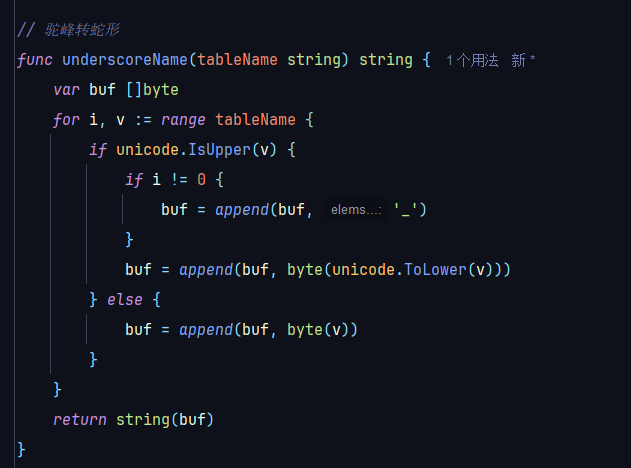 // 驼峰转蛇形
func underscoreName(tableName string) string {  1 个用法  新 *
    var buf []byte
    for i, v := range tableName {
        if unicode.IsUpper(v) {
            if i != 0 {
                buf = append(buf, elems...: '_')
            }
            buf = append(buf, byte(unicode.ToLower(v)))
        } else {
            buf = append(buf, byte(v))
        }
    }
    return string(buf)
}